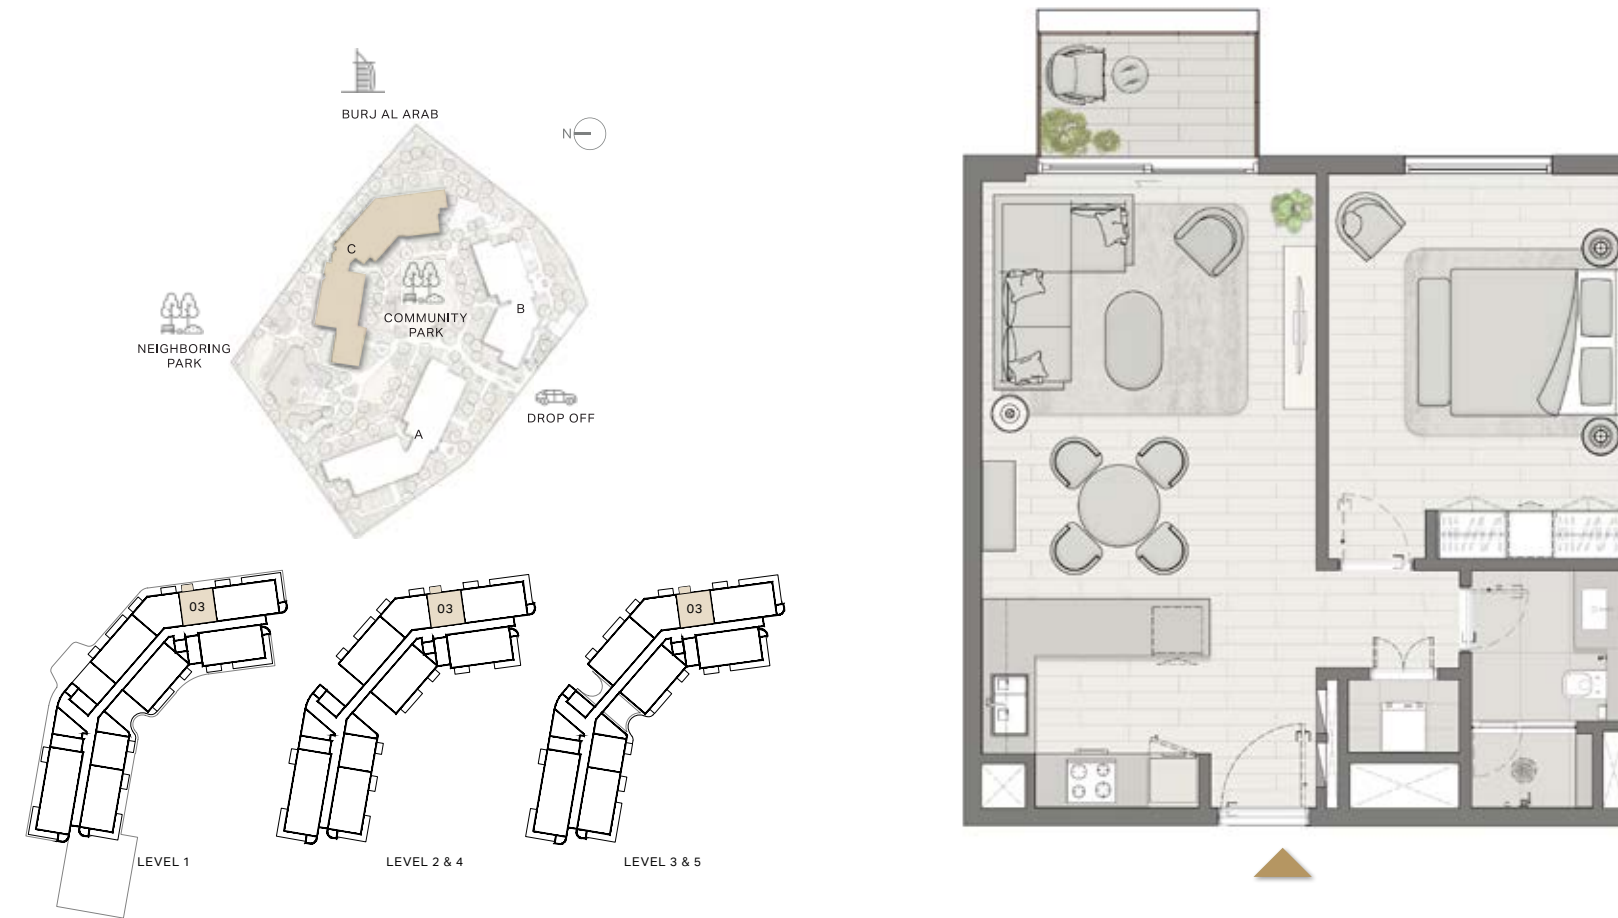 BURJ AL ARAB
N
C
COMMUNITY
PARK
B
NEIGHBORING
PARK
DROP OFF
A
03
03
03
LEVEL 1
LEVEL 2 & 4
LEVEL 3 & 5